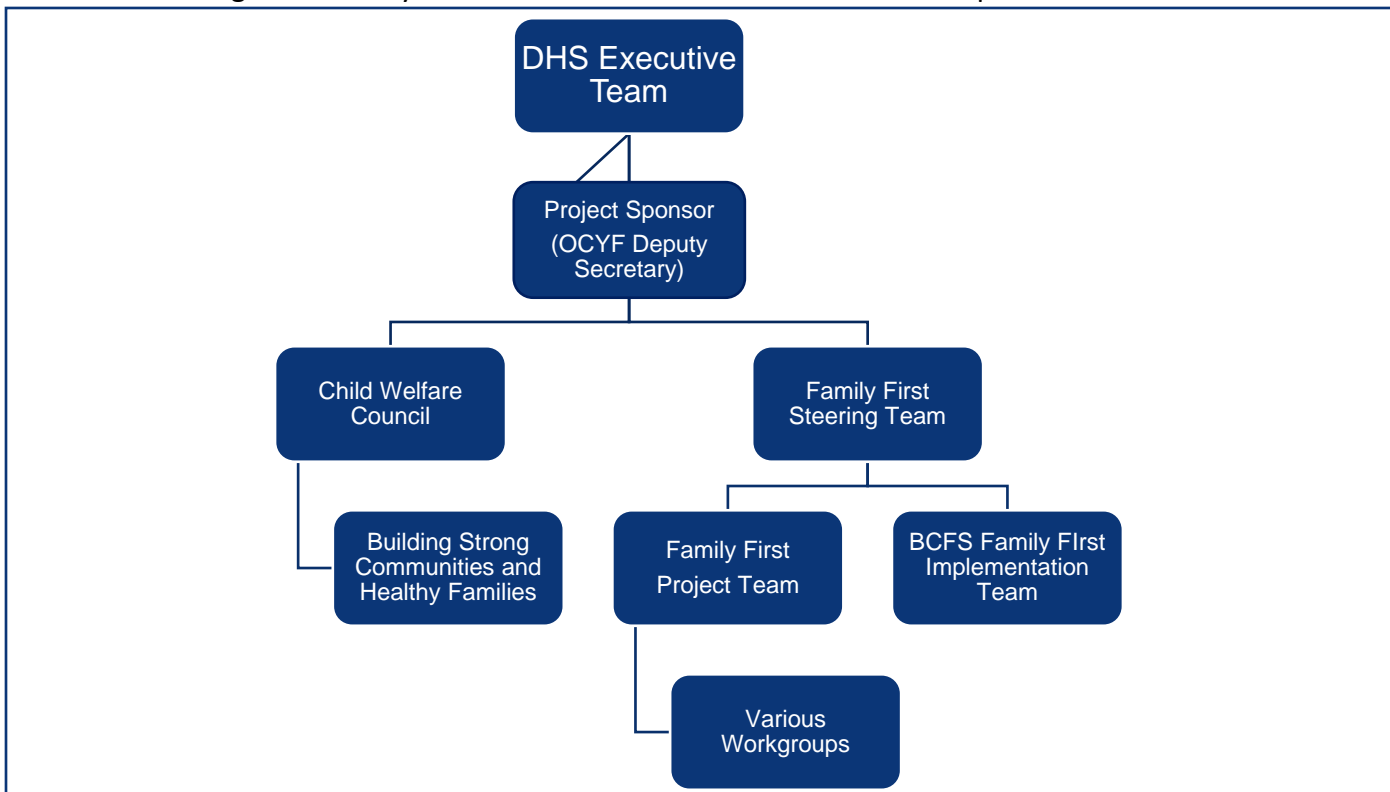 DHS Executive
Team
Project Sponsor
(OCYF Deputy
Secretary)
Child Welfare
Council
Family First
Steering Team
Building Strong
Communities and
Healthy Families
Family First
Project Team
BCFS Family FIrst
Implementation
Team
Various
Workgroups